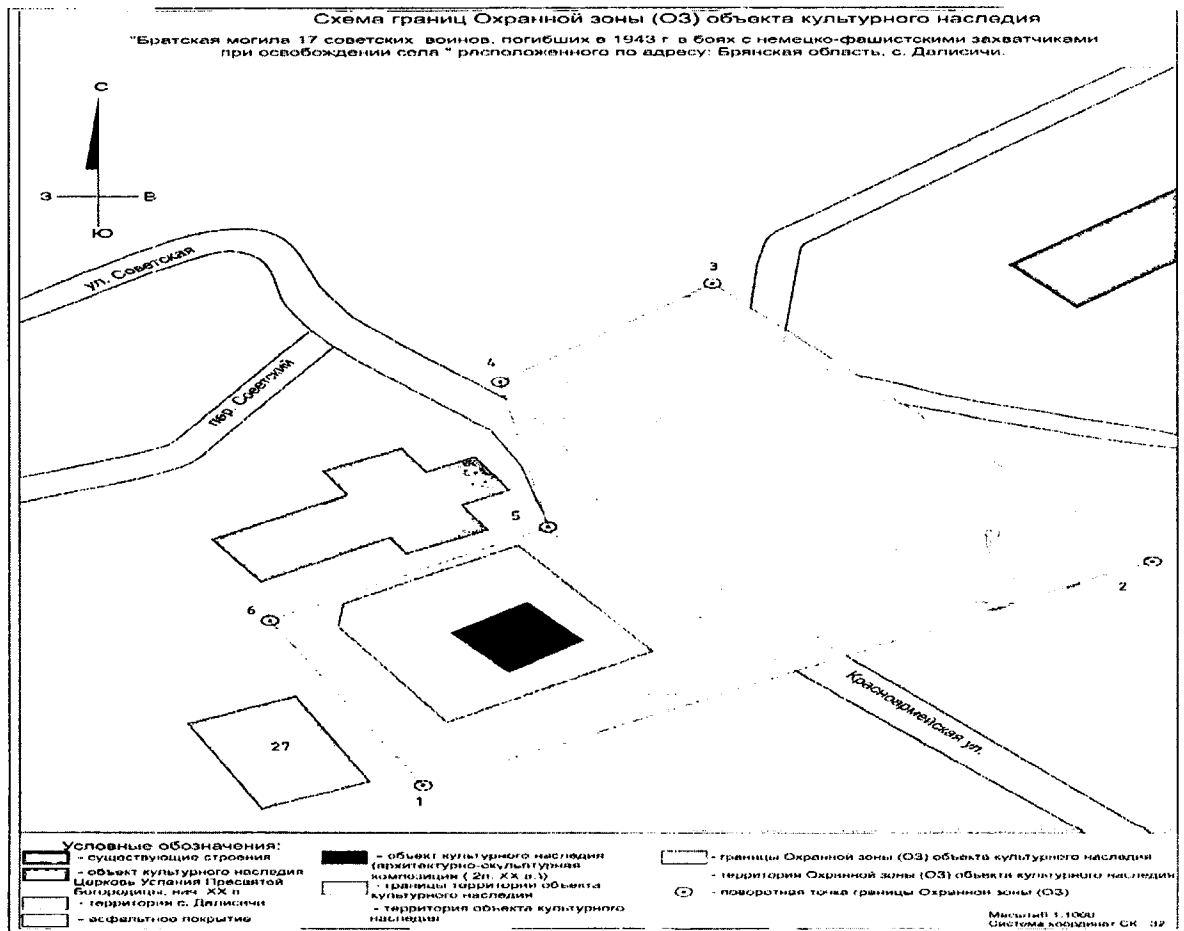 Схема границ Охранной зоны (ОЗ) объекта культурного наследия
"Братская могила 17 советских воинов, погибших в 1943 г в боях с немецко-фашистскими захватчиками
при освобождении села " расположенного по адресу: Брянская область, с. Далисичи.
С
З
В
Ю
ул. Советская
пер. Советский
3
4
5
2
6
27
1
Красноармейская ул.
Условные обозначения:
- существующие строения
- объект культурного наследия
Церковь Успания Пресвятой
Богородицы, нач. XX п
- территория с. Далисичи
- асфальтное покрытие
- объект культурного наследия
(архитектурно-скульптурная
композиция ( 2п. XX в.))
- границы территории объекта
культурного наследия
- территория объекта культурного
наследия
- границы Охранной зоны (ОЗ) объекта культурного наследия
- территория Охранной зоны (ОЗ) объекта культурного наследия
- поворотная точка границы Охранной зоны (ОЗ)
Масштаб 1:1000
Система координат СК - 32